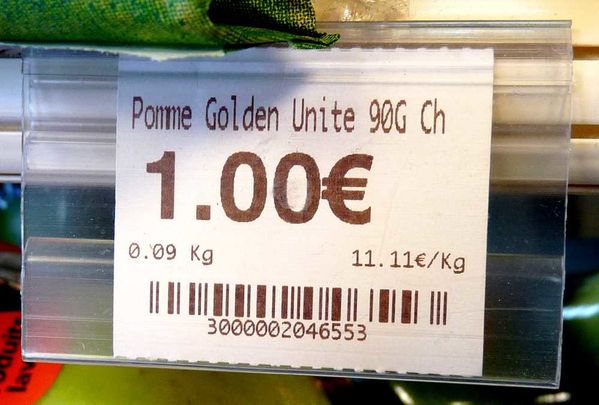 Pomme Golden Unite 90G Ch
1.00€
0.09 Kg 11.11€/Kg
3000002046553